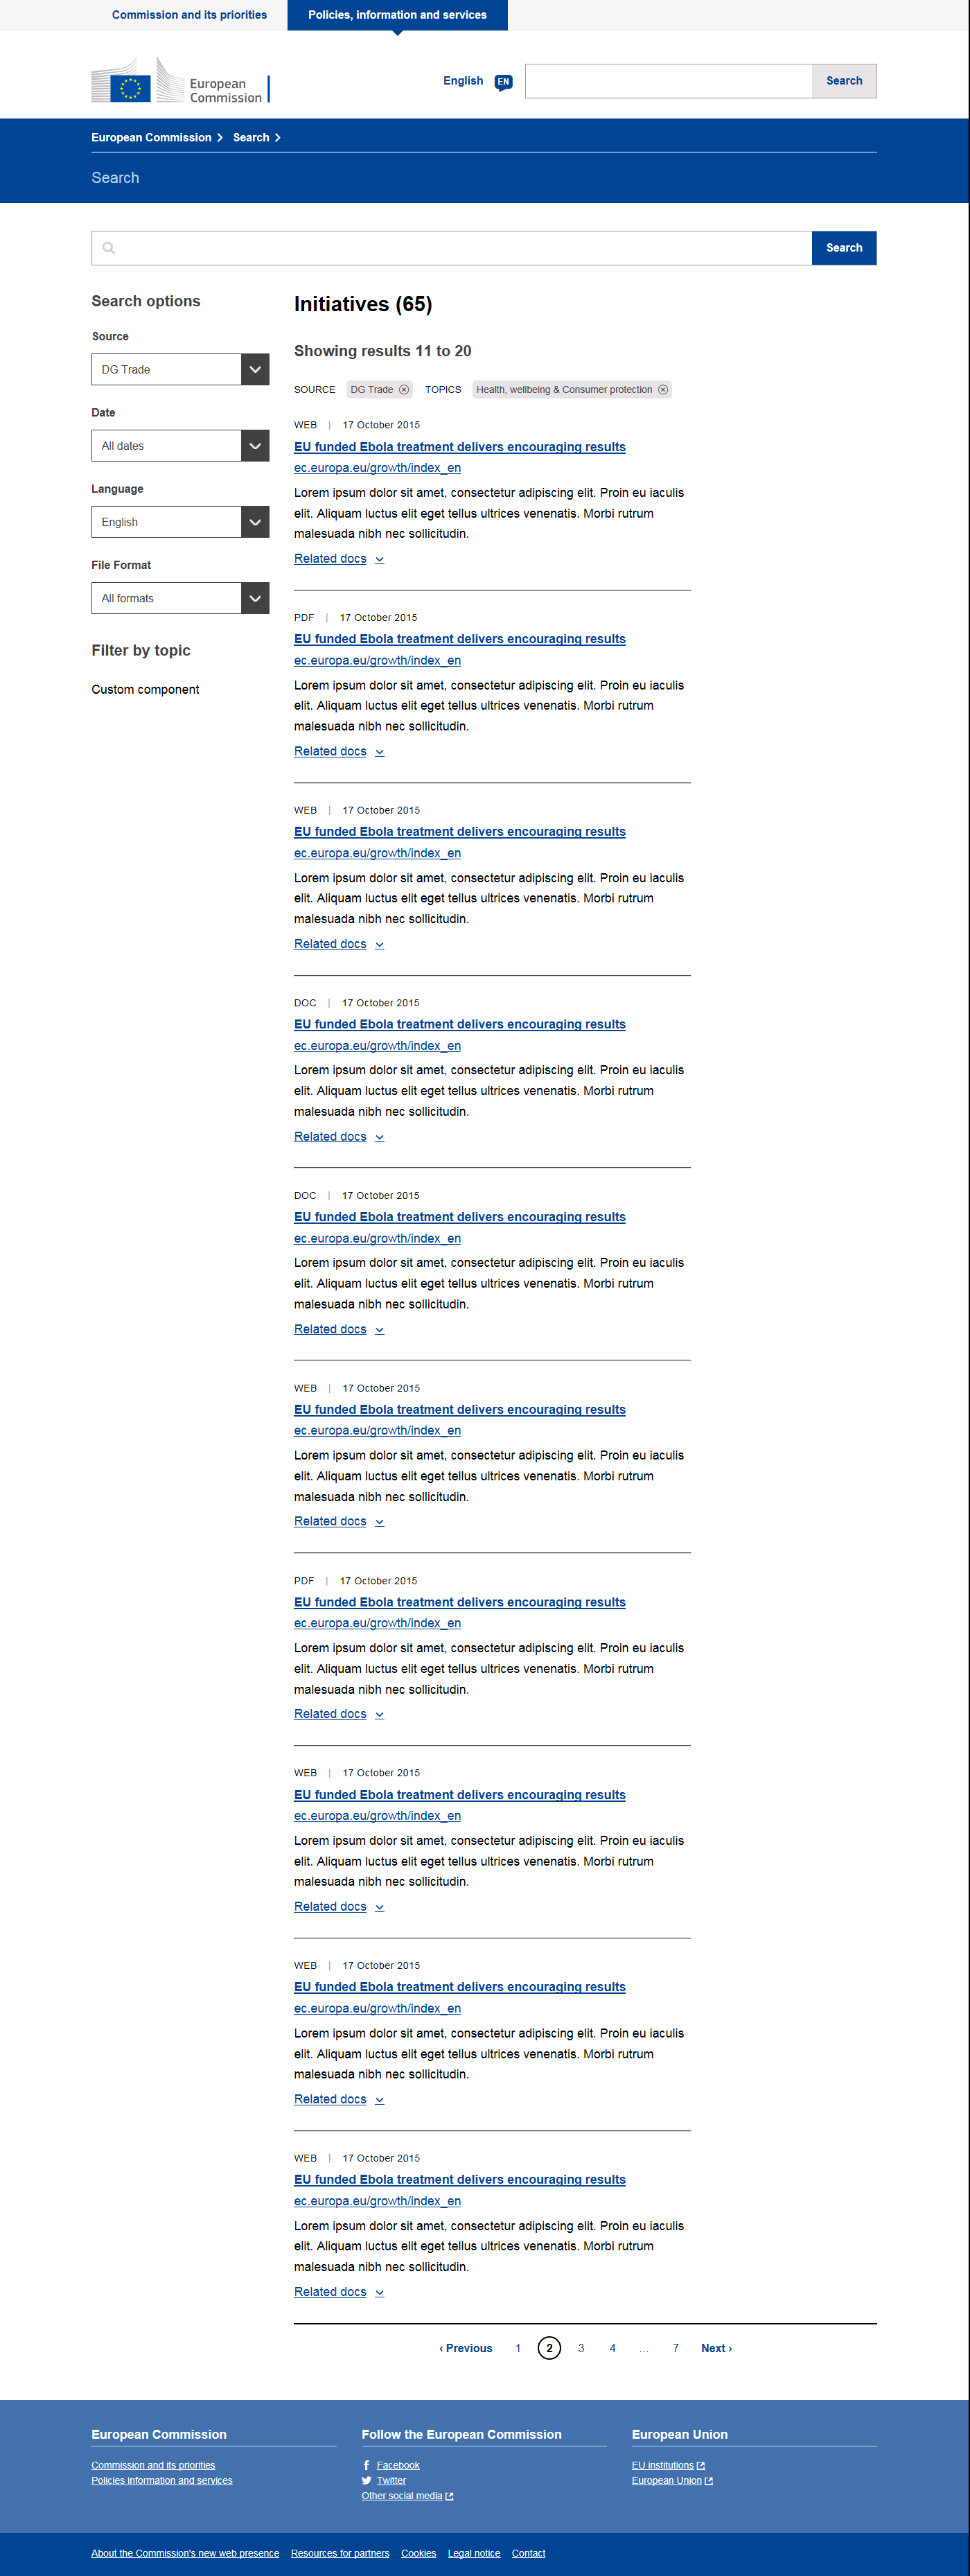 Commission and its priorities
Policies, information and services
European
Commission
English EN
Search
European Commission Search
Search
Search
Search options
Source
DG Trade
Date
All dates
Language
English
File Format
All formats
Filter by topic
Custom component
Initiatives (65)
Showing results 11 to 20
SOURCE DG Trade TOPICS Health, wellbeing & Consumer protection
WEB | 17 October 2015
EU funded Ebola treatment delivers encouraging results
ec.europa.eu/growth/index_en
Lorem ipsum dolor sit amet, consectetur adipiscing elit. Proin eu iaculis
elit. Aliquam luctus elit eget tellus ultrices venenatis. Morbi rutrum
malesuada nibh nec sollicitudin.
Related docs
PDF | 17 October 2015
EU funded Ebola treatment delivers encouraging results
ec.europa.eu/growth/index_en
Lorem ipsum dolor sit amet, consectetur adipiscing elit. Proin eu iaculis
elit. Aliquam luctus elit eget tellus ultrices venenatis. Morbi rutrum
malesuada nibh nec sollicitudin.
Related docs
WEB | 17 October 2015
EU funded Ebola treatment delivers encouraging results
ec.europa.eu/growth/index_en
Lorem ipsum dolor sit amet, consectetur adipiscing elit. Proin eu iaculis
elit. Aliquam luctus elit eget tellus ultrices venenatis. Morbi rutrum
malesuada nibh nec sollicitudin.
Related docs
DOC | 17 October 2015
EU funded Ebola treatment delivers encouraging results
ec.europa.eu/growth/index_en
Lorem ipsum dolor sit amet, consectetur adipiscing elit. Proin eu iaculis
elit. Aliquam luctus elit eget tellus ultrices venenatis. Morbi rutrum
malesuada nibh nec sollicitudin.
Related docs
DOC | 17 October 2015
EU funded Ebola treatment delivers encouraging results
ec.europa.eu/growth/index_en
Lorem ipsum dolor sit amet, consectetur adipiscing elit. Proin eu iaculis
elit. Aliquam luctus elit eget tellus ultrices venenatis. Morbi rutrum
malesuada nibh nec sollicitudin.
Related docs
WEB | 17 October 2015
EU funded Ebola treatment delivers encouraging results
ec.europa.eu/growth/index_en
Lorem ipsum dolor sit amet, consectetur adipiscing elit. Proin eu iaculis
elit. Aliquam luctus elit eget tellus ultrices venenatis. Morbi rutrum
malesuada nibh nec sollicitudin.
Related docs
PDF | 17 October 2015
EU funded Ebola treatment delivers encouraging results
ec.europa.eu/growth/index_en
Lorem ipsum dolor sit amet, consectetur adipiscing elit. Proin eu iaculis
elit. Aliquam luctus elit eget tellus ultrices venenatis. Morbi rutrum
malesuada nibh nec sollicitudin.
Related docs
WEB | 17 October 2015
EU funded Ebola treatment delivers encouraging results
ec.europa.eu/growth/index_en
Lorem ipsum dolor sit amet, consectetur adipiscing elit. Proin eu iaculis
elit. Aliquam luctus elit eget tellus ultrices venenatis. Morbi rutrum
malesuada nibh nec sollicitudin.
Related docs
WEB | 17 October 2015
EU funded Ebola treatment delivers encouraging results
ec.europa.eu/growth/index_en
Lorem ipsum dolor sit amet, consectetur adipiscing elit. Proin eu iaculis
elit. Aliquam luctus elit eget tellus ultrices venenatis. Morbi rutrum
malesuada nibh nec sollicitudin.
Related docs
WEB | 17 October 2015
EU funded Ebola treatment delivers encouraging results
ec.europa.eu/growth/index_en
Lorem ipsum dolor sit amet, consectetur adipiscing elit. Proin eu iaculis
elit. Aliquam luctus elit eget tellus ultrices venenatis. Morbi rutrum
malesuada nibh nec sollicitudin.
Related docs
‹ Previous 1 2 3 4 ... 7 Next ›
European Commission
Commission and its priorities
Policies information and services
Follow the European Commission
Facebook
Twitter
Other social media
European Union
EU institutions
European Union
About the Commission's new web presence Resources for partners Cookies Legal notice Contact